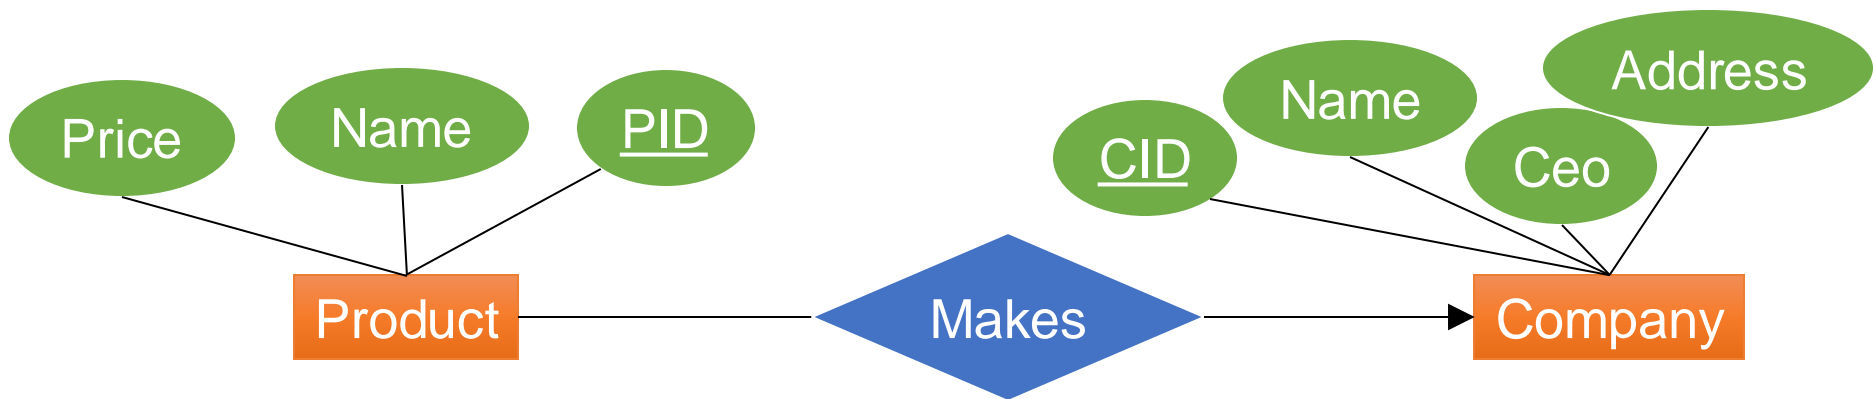 Price
Name
PID
CID
Name
Ceo
Address
Product
Makes
Company